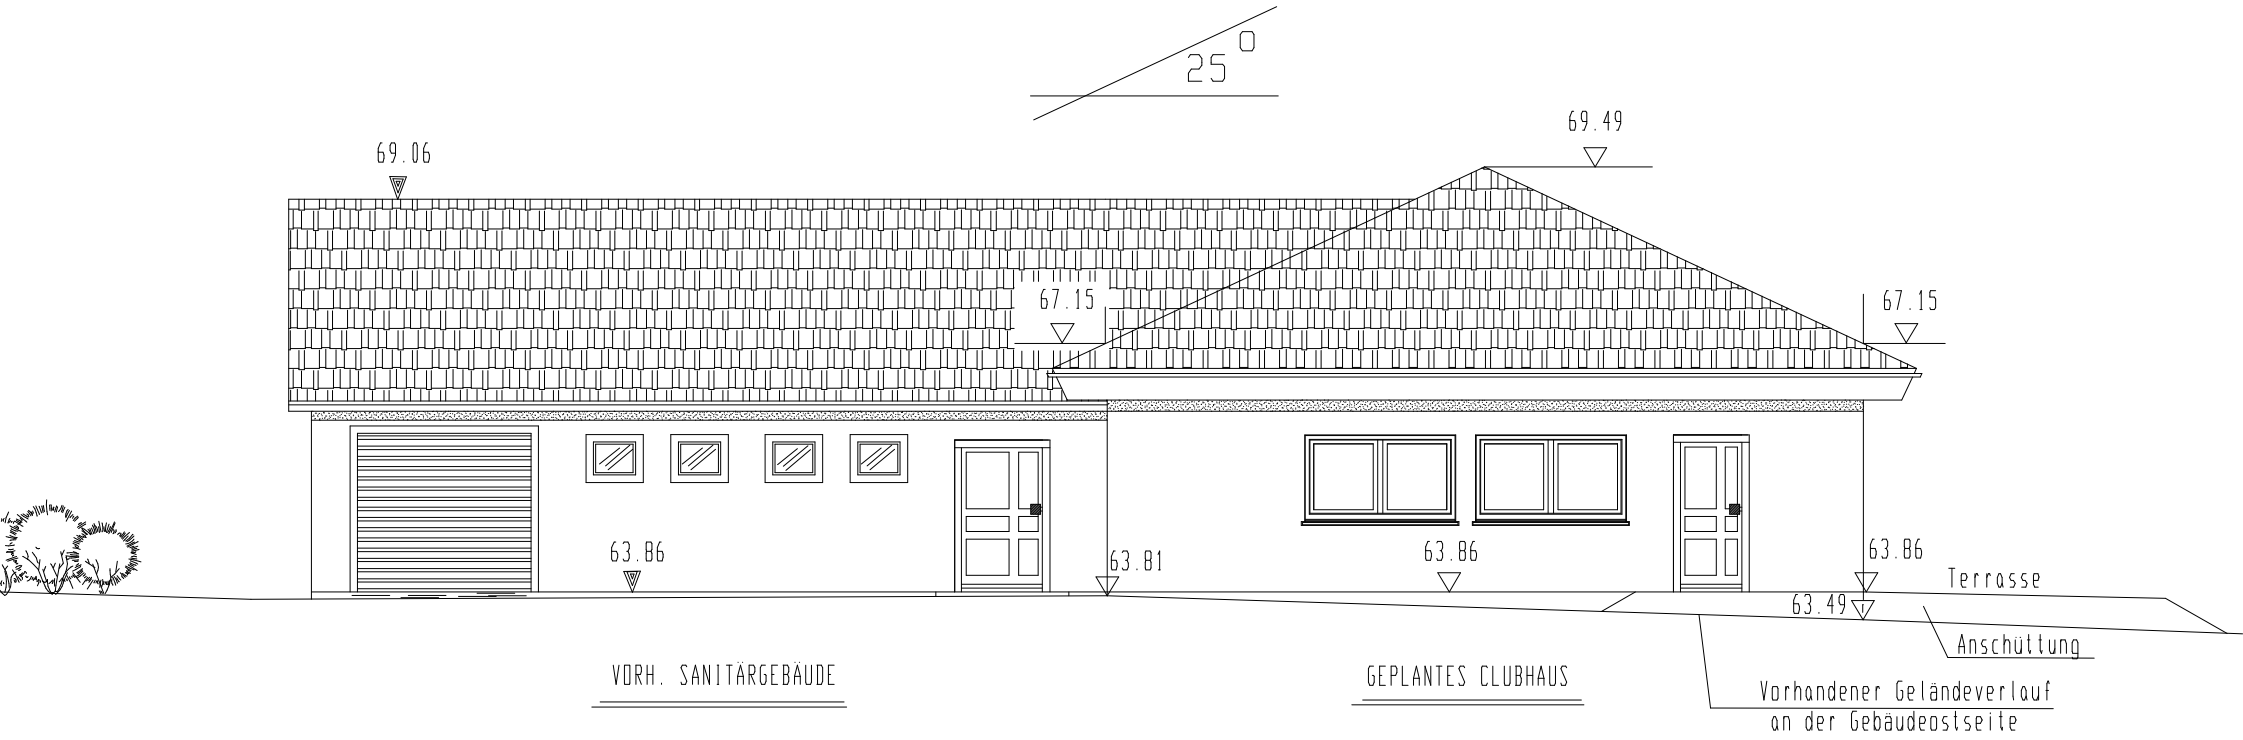 25°
69.49
69.06
67.15
67.15
63.86
63.81
63.86
63.86
Terrasse
63.49
Anschüttung
VORH. SANITÄRGEBÄUDE
GEPLANTES CLUBHAUS
Vorhandener Geländeverlauf
an der Gebäudeostseite